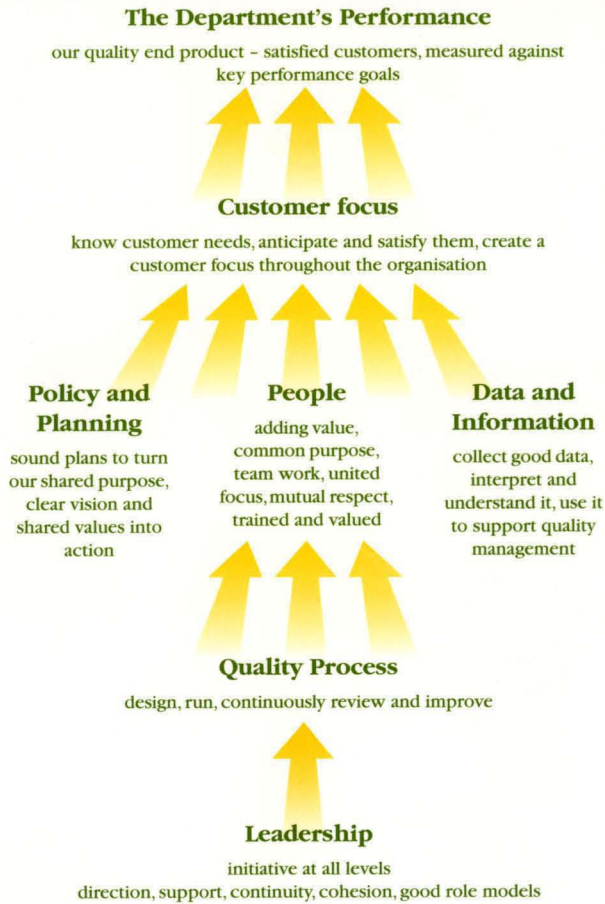 The Department's Performance
our quality end product – satisfied customers, measured against
key performance goals
Customer focus
know customer needs, anticipate and satisfy them, create a
customer focus throughout the organisation
Policy and
Planning
sound plans to turn
our shared purpose,
clear vision and
shared values into
action
People
adding value,
common purpose,
team work, united
focus, mutual respect,
trained and valued
Data and
Information
collect good data,
interpret and
understand it, use it
to support quality
management
Quality Process
design, run, continuously review and improve
Leadership
initiative at all levels
direction, support, continuity, cohesion, good role models